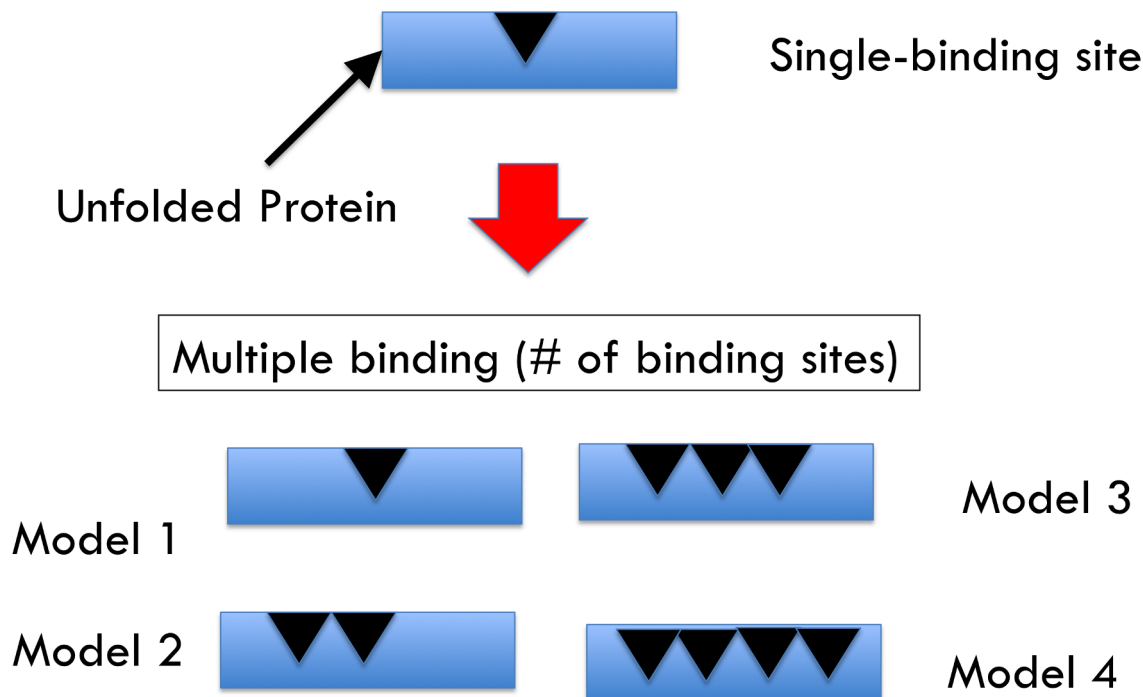 Single-binding site
Unfolded Protein
Multiple binding (# of binding sites)
Model 1
Model 3
Model 2
Model 4